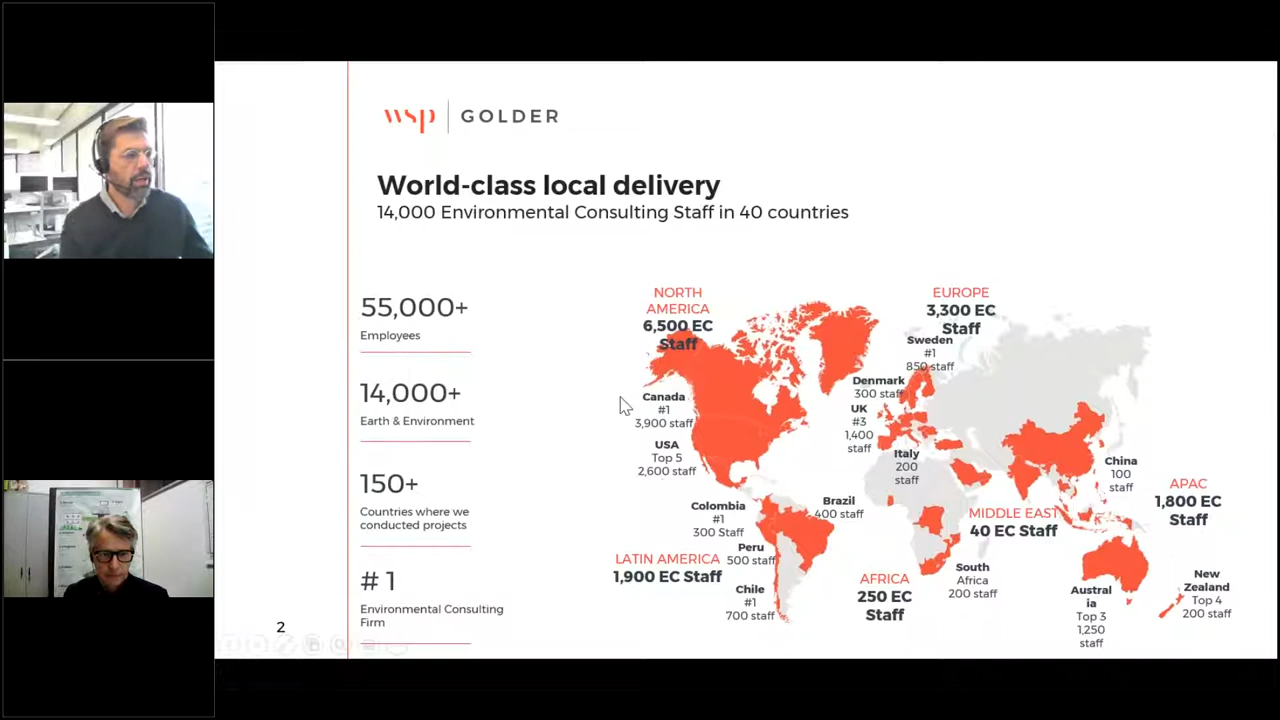 wsp | GOLDER
World-class local delivery
14,000 Environmental Consulting Staff in 40 countries
55,000+
Employees
14,000+
Earth & Environment
150+
Countries where we
conducted projects
# 1
Environmental Consulting
Firm
2
NORTH
AMERICA
6,500 EC
Staff
Canada
#1
3,900 staff
USA
Top 5
2,600 staff
Colombia
#1
300 Staff
Brazil
400 staff
Peru
500 staff
LATIN AMERICA
1,900 EC Staff
Chile
#1
700 staff
EUROPE
3,300 EC
Staff
Sweden
#1
850 staff
Denmark
300 staff
UK
#3
1,400
staff
Italy
200
staff
MIDDLE EAST
40 EC Staff
AFRICA
250 EC
Staff
South
Africa
200 staff
China
100
staff
APAC
1,800 EC
Staff
Austral
ia
Top 3
1,250
staff
New
Zealand
Top 4
200 staff